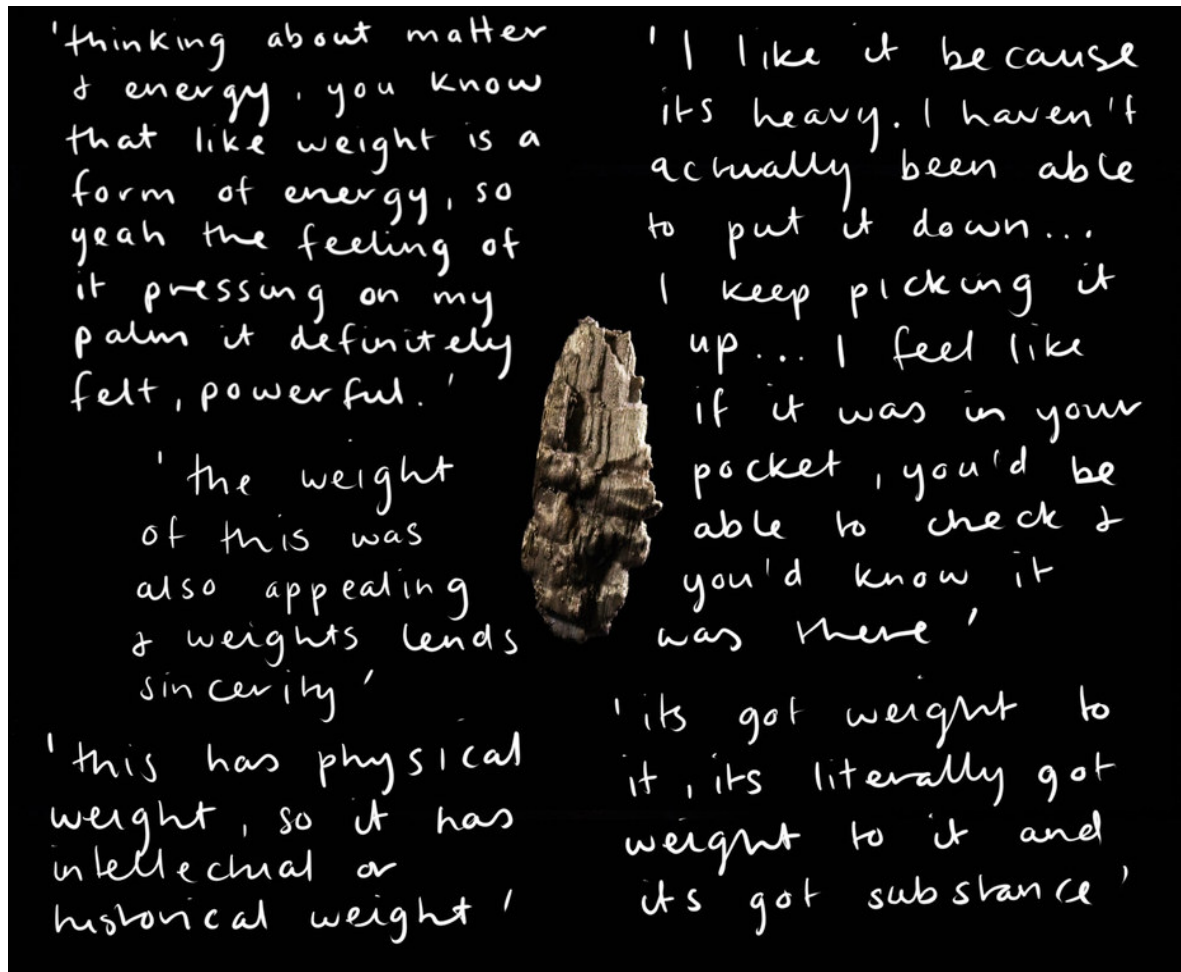 'thinking about matter
& energy, you know
that like weight is a
form of energy, so
yeah the feeling of
it pressing on my
palm it definitely
felt, powerful.'
'the weight
of this was
also appealing
& weights lends
sincerity'
'this has physical
weight, so it has
intellectual or
historical weight'
'I like it because
its heavy. I haven't
actually been able
to put it down...
I keep picking it
up... I feel like
if it was in your
pocket, you'd be
able to check &
you'd know it
was there'
'its got weight to
it, its literally got
weight to it and
its got substance'